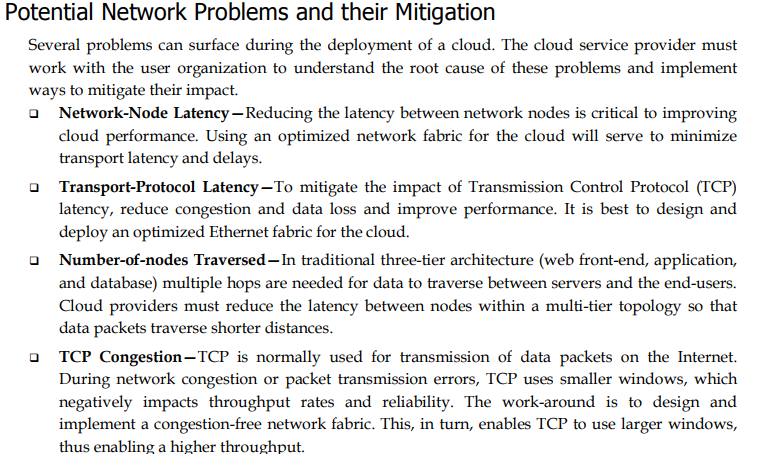 Potential Network Problems and their Mitigation
Several problems can surface during the deployment of a cloud. The cloud service provider must
work with the user organization to understand the root cause of these problems and implement
ways to mitigate their impact.
❑ Network-Node Latency—Reducing the latency between network nodes is critical to improving
cloud performance. Using an optimized network fabric for the cloud will serve to minimize
transport latency and delays.
❑ Transport-Protocol Latency—To mitigate the impact of Transmission Control Protocol (TCP)
latency, reduce congestion and data loss and improve performance. It is best to design and
deploy an optimized Ethernet fabric for the cloud.
❑ Number-of-nodes Traversed—In traditional three-tier architecture (web front-end, application,
and database) multiple hops are needed for data to traverse between servers and the end-users.
Cloud providers must reduce the latency between nodes within a multi-tier topology so that
data packets traverse shorter distances.
❑ TCP Congestion—TCP is normally used for transmission of data packets on the Internet.
During network congestion or packet transmission errors, TCP uses smaller windows, which
negatively impacts throughput rates and reliability. The work-around is to design and
implement a congestion-free network fabric. This, in turn, enables TCP to use larger windows,
thus enabling a higher throughput.